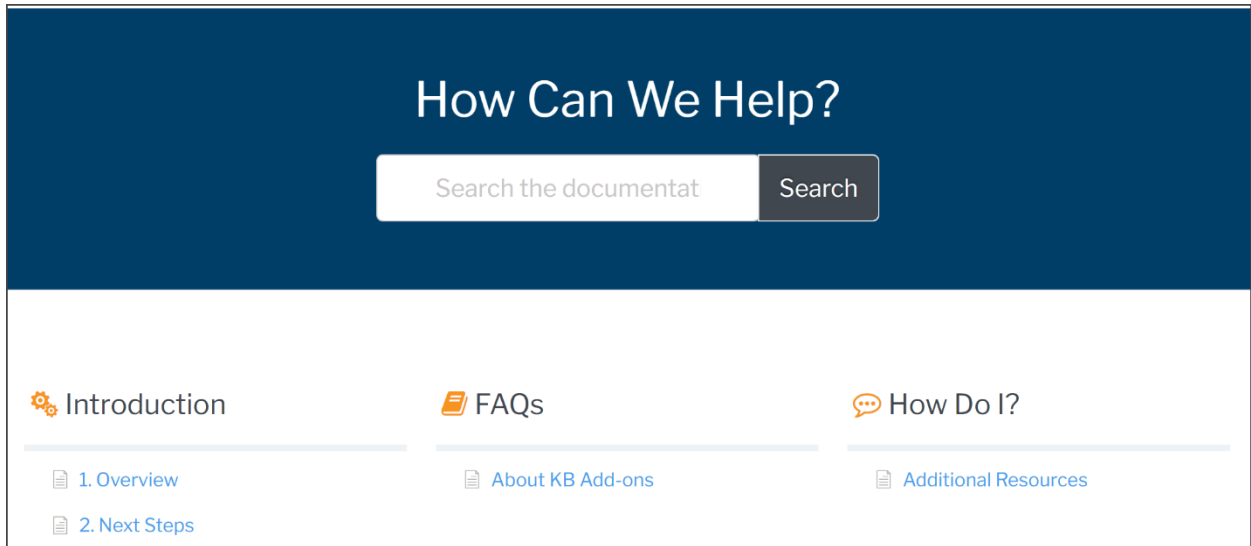 How Can We Help?
Search the documentat
Search
Introduction
FAQs
How Do I?
1. Overview
About KB Add-ons
Additional Resources
2. Next Steps